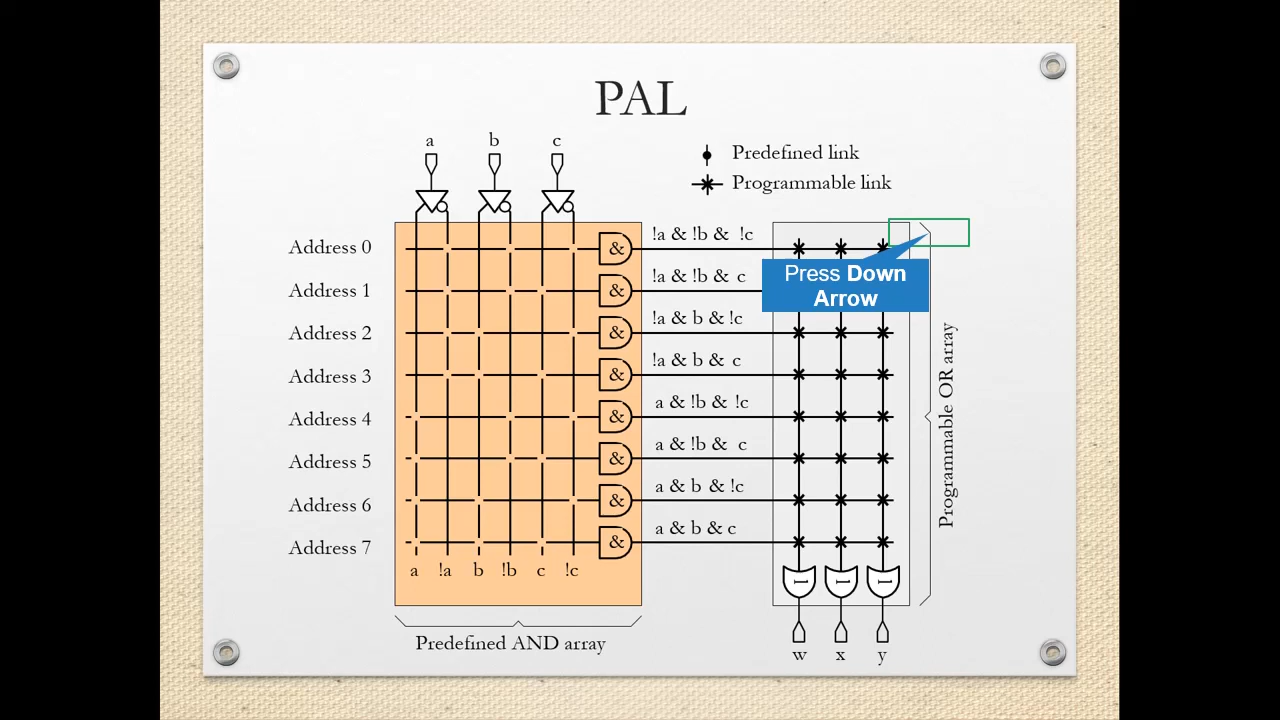 PAL
a b c
Predefined link
Programmable link
Address 0 & !a & !b & !c
Address 1 & !a & !b & c
Press Down
Arrow
Address 2 & !a & b & !c
Address 3 & !a & b & c
Address 4 & a & !b & !c
Address 5 & a & !b & c
Address 6 & a & b & !c
Address 7 & a & b & c
a !a b !b c !c
Programmable OR array
Predefined AND array
w x y